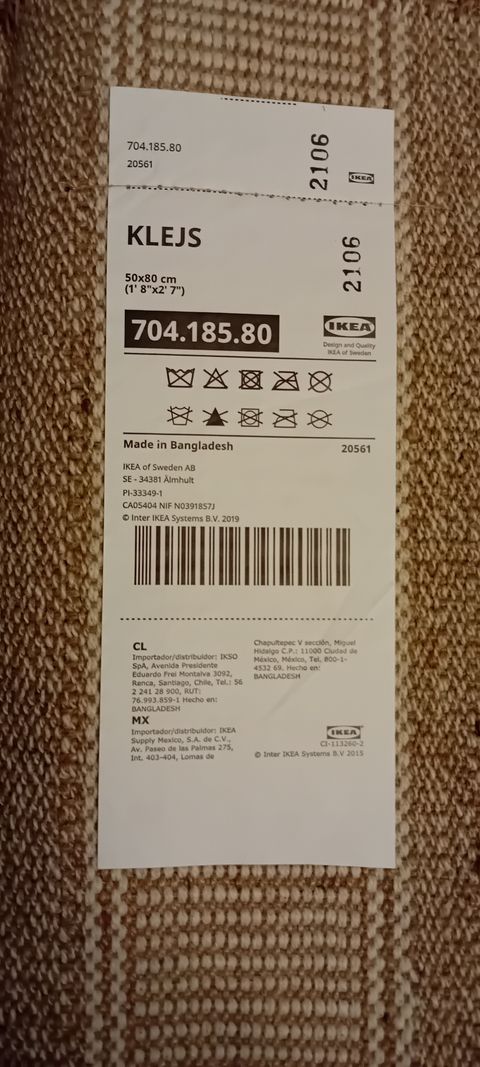 704.185.80
20561
2106
IKEA
KLEJS
2106
50x80 cm
(1' 8"x2' 7")
704.185.80
IKEA
Design and Quality
IKEA of Sweden
Made in Bangladesh
20561
IKEA of Sweden AB
SE - 34381 Älmhult
PI-33349-1
CA05404 NIF N0391857J
© Inter IKEA Systems B.V. 2019
CL
Importador/distribuidor: IKSO
SpA, Avenida Presidente
Eduardo Frei Montalva 3092,
Renca, Santiago, Chile, Tel.: 56
2 241 28 900, RUT:
76.993.859-1 Hecho en:
BANGLADESH
MX
Importador/distribuidor: IKEA
Supply Mexico, S.A. de C.V.,
Av. Paseo de las Palmas 275,
Int. 403-404, Lomas de
Chapultepec V sección, Miguel
Hidalgo C.P.: 11000 Ciudad de
México, México, Tel. 800-1-
4532 69. Hecho en:
BANGLADESH
IKEA
CI-113260-2
© Inter IKEA Systems B.V 2015